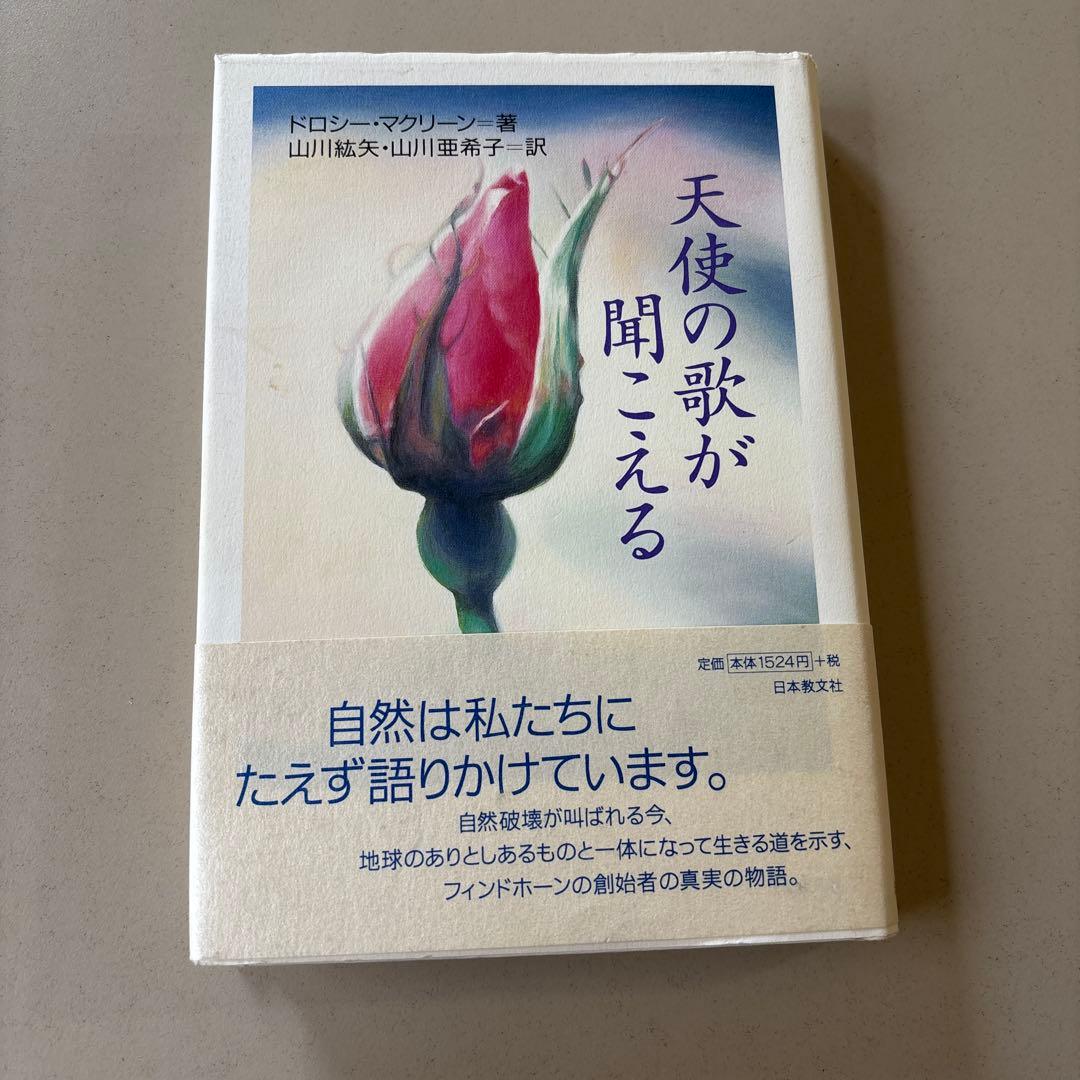 ドロシー・マクリーン=著
山川紘矢・山川亜希子=訳
天使の歌が
聞こえる
定価 本体1524円+税
日本教文社
自然は私たちに
たえず語りかけています。
自然破壊が叫ばれる今、
地球のありとしあるものと一体になって生きる道を示す、
フィンドホーンの創始者の真実の物語。